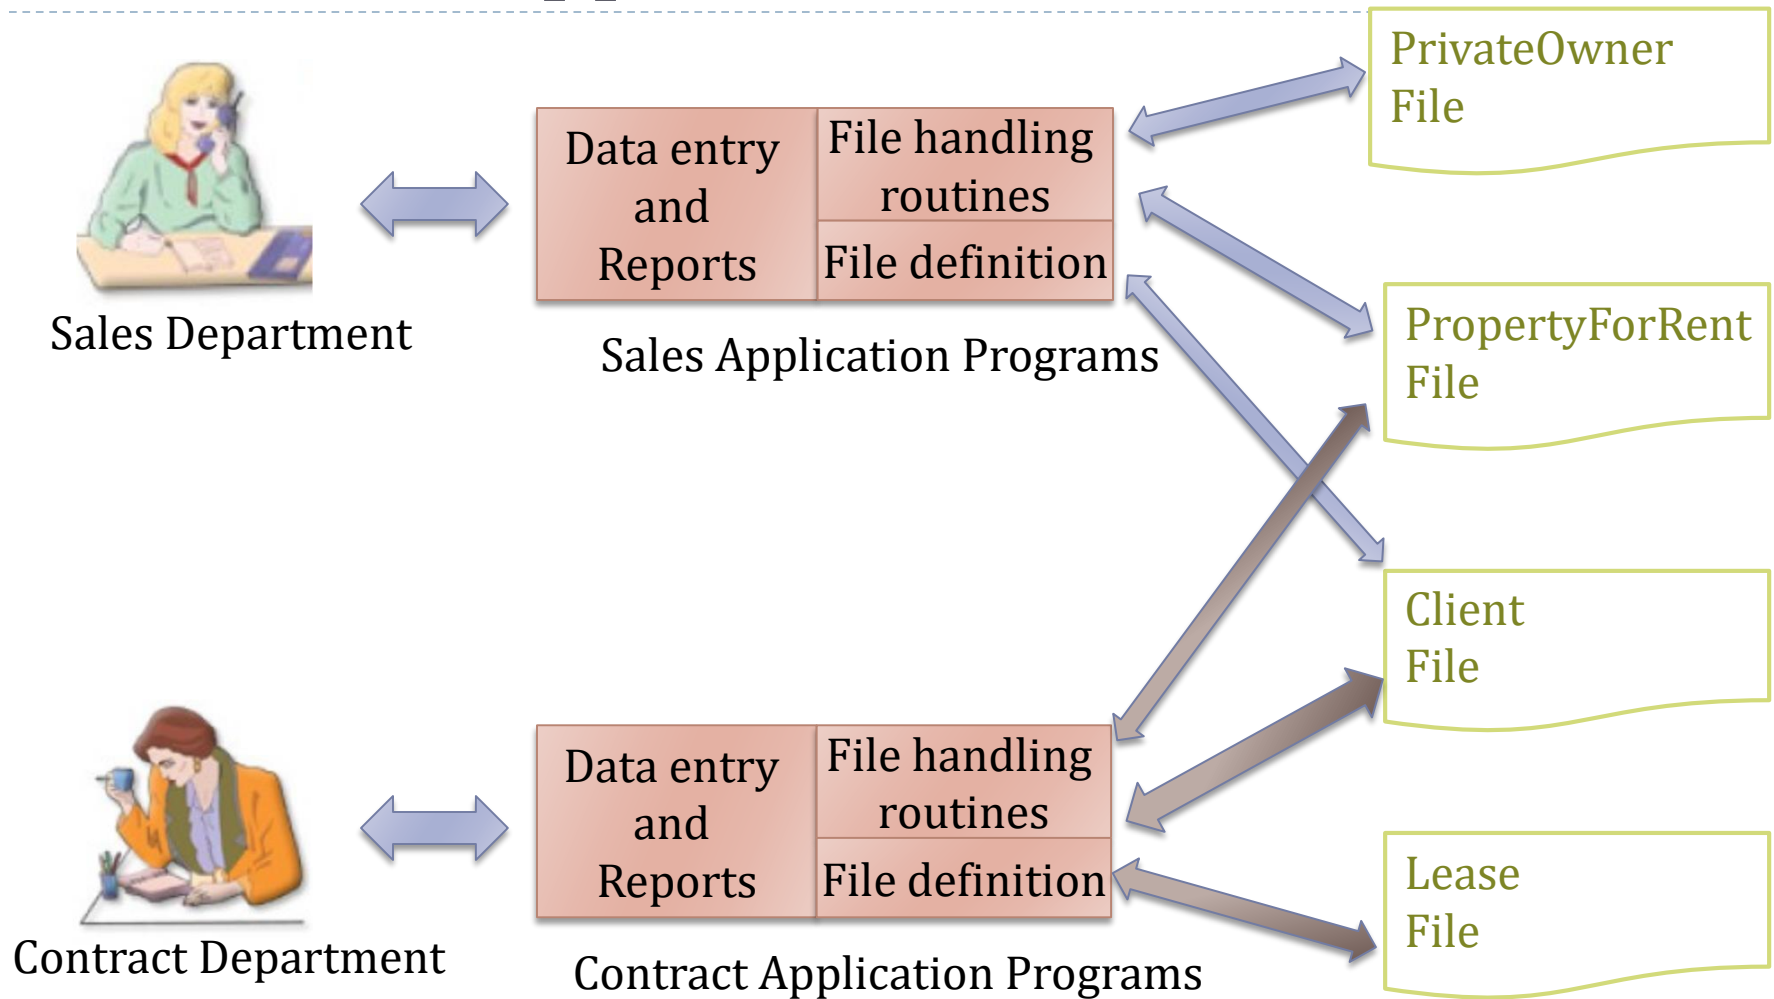 PrivateOwner
File
Data entry
and
Reports
File handling
routines
File definition
Sales Department
Sales Application Programs
PropertyForRent
File
Client
File
Data entry
and
Reports
File handling
routines
File definition
Contract Department
Contract Application Programs
Lease
File